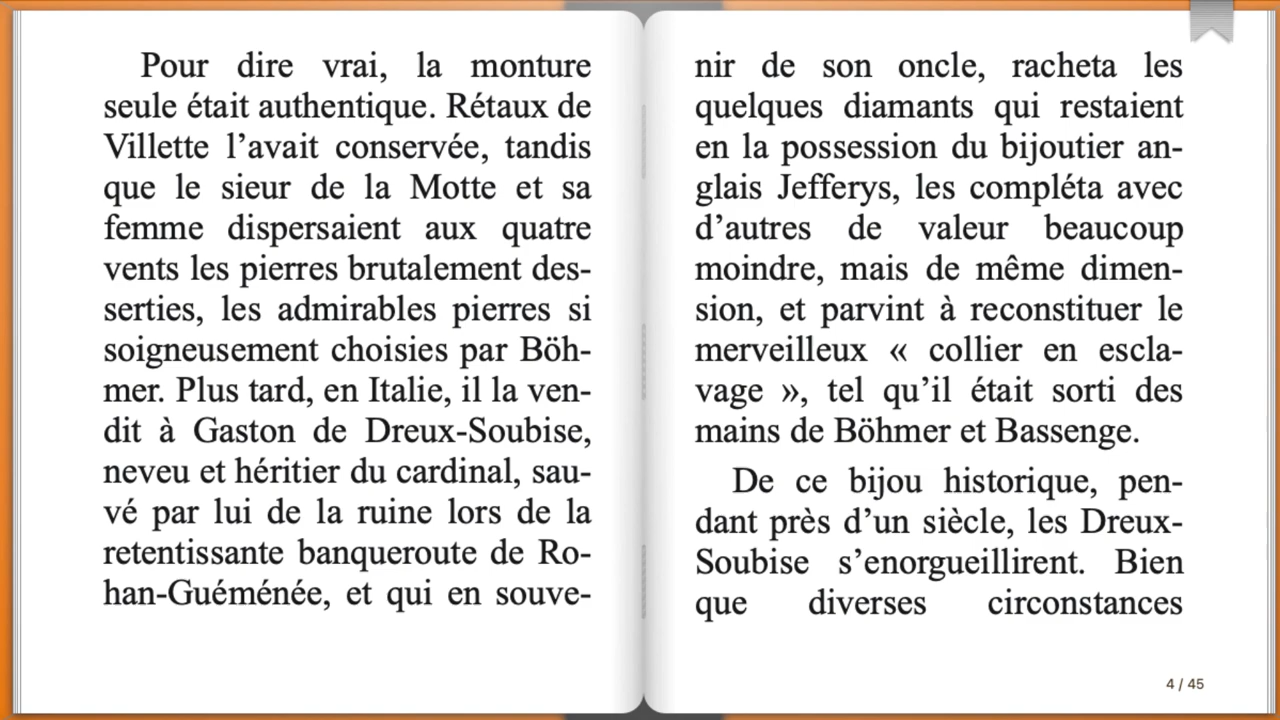 Pour dire vrai, la monture
seule était authentique. Rétaux de
Villette l’avait conservée, tandis
que le sieur de la Motte et sa
femme dispersaient aux quatre
vents les pierres brutalement des-
serties, les admirables pierres si
soigneusement choisies par Böh-
mer. Plus tard, en Italie, il la ven-
dit à Gaston de Dreux-Soubise,
neveu et héritier du cardinal, sau-
vé par lui de la ruine lors de la
retentissante banqueroute de Ro-
han-Guéménée, et qui en souve-
nir de son oncle, racheta les
quelques diamants qui restaient
en la possession du bijoutier an-
glais Jefferys, les compléta avec
d’autres de valeur beaucoup
moindre, mais de même dimen-
sion, et parvint à reconstituer le
merveilleux « collier en escla-
vage », tel qu’il était sorti des
mains de Böhmer et Bassenge.
De ce bijou historique, pen-
dant près d’un siècle, les Dreux-
Soubise s’enorgueillirent. Bien
que diverses circonstances
4 / 45